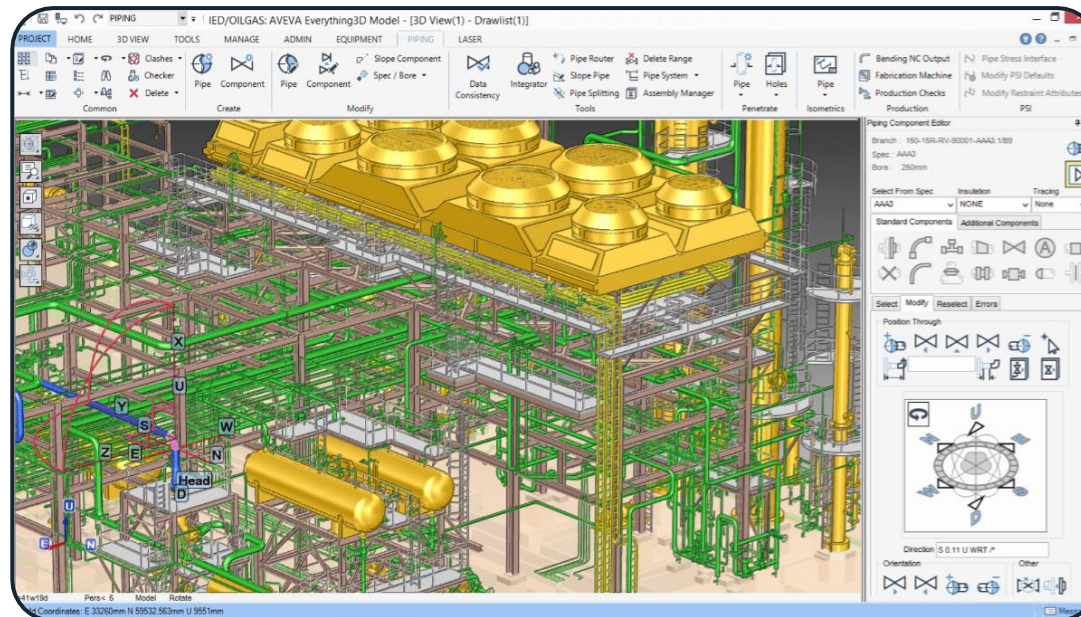 PIPING
IED/OILGAS: AVEVA Everything3D Model - [3D View(1) - Drawlist(1)]
PROJECT HOME 3D VIEW TOOLS MANAGE ADMIN EQUIPMENT PIPING LASER
Clashes
Checker
Delete
Common
Pipe Component
Create
Pipe Component
Slope Component
Spec / Bore
Modify
Data Consistency
Integrator
Pipe Router
Slope Pipe
Pipe Splitting
Delete Range
Pipe System
Assembly Manager
Tools
Pipe Holes
Penetrate
Pipe
Isometrics
Bending NC Output
Fabrication Machine
Production Checks
Production
Pipe Stress Interface
Modify PSI Defaults
Modify Restraint Attributes
PSI
Piping Component Editor
Branch : 150-15R-RV-90001-AAA3.1/B9
Spec : AAA3
Bore : 250mm
Select From Spec Insulation Tracing
AAA3 NONE None
Standard Components Additional Components
A
Select Modify Reselect Errors
Position Through
U
N
W
D
Direction S 0.11 U WRT /*
Orientation Other
X
U
Y
S
W
Z
E
N
Head
D
U
E
N
a41w19d Pers< 5 Model Rotate
Coordinates: E 33260mm N 59532.563mm U 9551mm